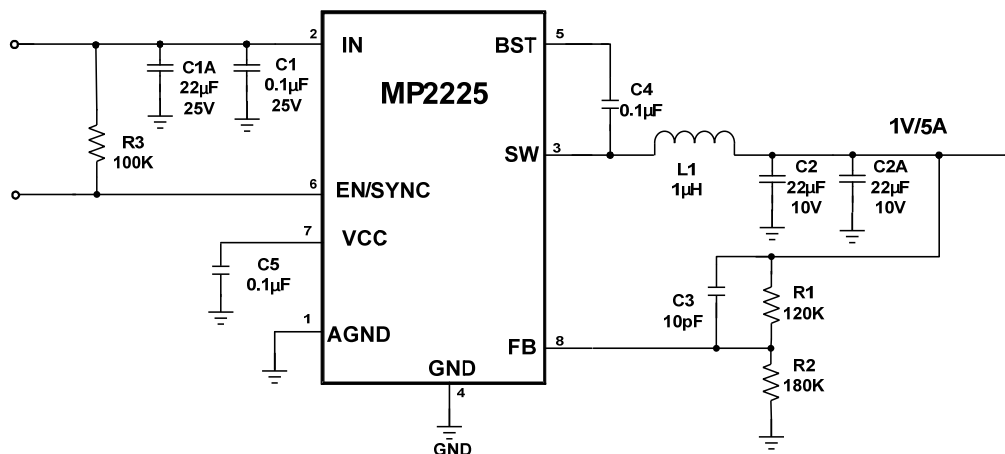 2
IN
BST
5
C1A
22µF
25V
C1
0.1µF
25V
MP2225
C4
0.1µF
R3
100K
SW
3
L1
1µH
1V/5A
C2
22µF
10V
C2A
22µF
10V
6
EN/SYNC
7
VCC
C5
0.1µF
1
AGND
FB
8
C3
10pF
R1
120K
R2
180K
GND
4
GND